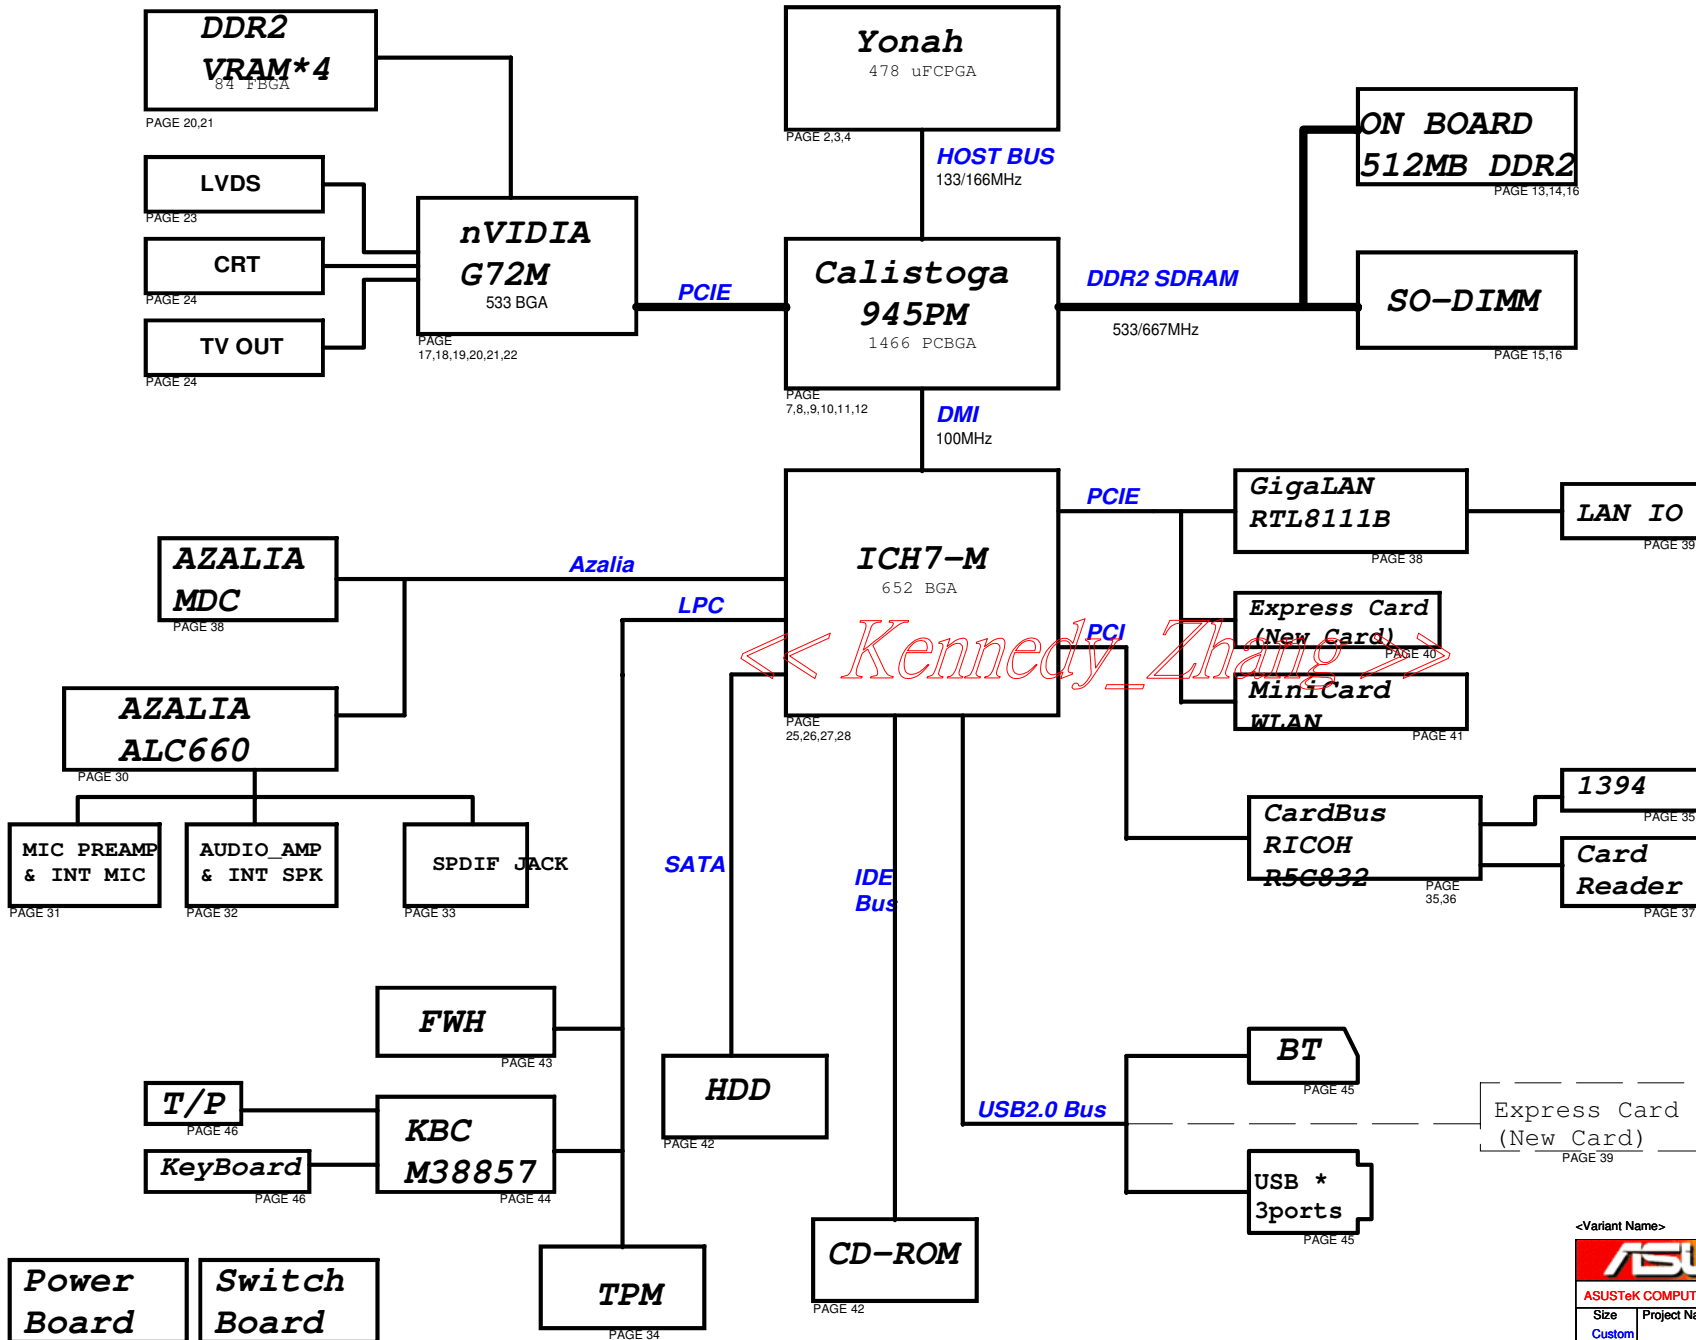 DDR2
VRAM*4
84 FBGA
PAGE 20,21
Yonah
478 uFCPGA
PAGE 2,3,4
HOST BUS
133/166MHz
ON BOARD
512MB DDR2
PAGE 13,14,16
LVDS
PAGE 23
CRT
PAGE 24
TV OUT
PAGE 24
nVIDIA
G72M
533 BGA
PAGE
17,18,19,20,21,22
PCIE
Calistoga
945PM
1466 PCBGA
PAGE
7,8,,9,10,11,12
DDR2 SDRAM
533/667MHz
SO-DIMM
PAGE 15,16
DMI
100MHz
AZALIA
MDC
PAGE 38
Azalia
LPC
ICH7-M
652 BGA
PAGE
25,26,27,28
PCIE
GigaLAN
RTL8111B
PAGE 38
LAN IO
PAGE 39
Express Card
(New Card)
PAGE 40
PCI
<< Kennedy_Zhang >>
MiniCard
WLAN
PAGE 41
AZALIA
ALC660
PAGE 30
MIC PREAMP
& INT MIC
PAGE 31
AUDIO_AMP
& INT SPK
PAGE 32
SPDIF JACK
PAGE 33
SATA
IDE
Bus
CardBus
RICOH
R5C832
PAGE
35,36
1394
PAGE 35
Card
Reader
PAGE 37
FWH
PAGE 43
T/P
PAGE 46
KeyBoard
PAGE 46
KBC
M38857
PAGE 44
HDD
PAGE 42
USB2.0 Bus
BT
PAGE 45
Express Card
(New Card)
PAGE 39
USB *
3ports
PAGE 45
CD-ROM
PAGE 42
TPM
PAGE 34
Power
Board
Switch
Board
<Variant Name>
ASUSTeK COMPUT
Size
Project Na
Custom